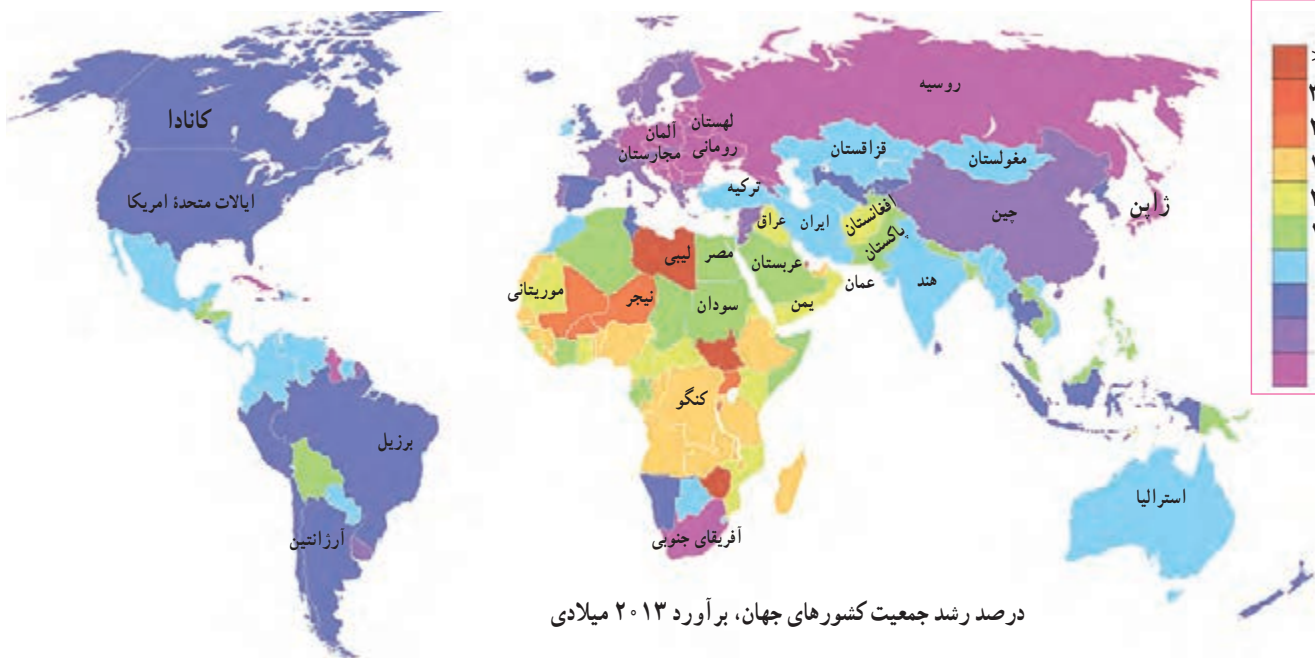 کانادا
ایالات متحدهٔ امریکا
برزیل
آرژانتین
روسیه
لهستان
آلمان
رومانی
مجارستان
قزاقستان
مغولستان
ترکیه
چین
ژاپن
افغانستان
ایران
عراق
پاکستان
لیبی
مصر
عربستان
هند
عمان
موریتانی
نیجر
سودان
یمن
کنگو
استرالیا
آفریقای جنوبی
درصد رشد جمعیت کشورهای جهان، برآورد ۲۰۱۳ میلادی